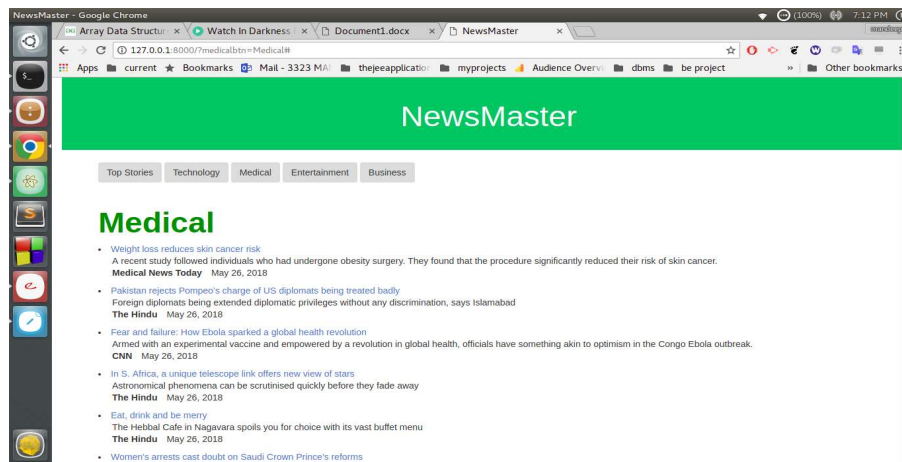 NewsMaster - Google Chrome
(100%) 7:12 PM
Array Data Structur × Watch In Darkness × Document1.docx × NewsMaster ×
127.0.0.1:8000/?medicalbtn=Medical#
Apps current Bookmarks Mail - 3323 MA thejeeapplicatio myprojects Audience Overvi dbms be project » Other bookmarks
NewsMaster
Top Stories Technology Medical Entertainment Business
Medical
• Weight loss reduces skin cancer risk
A recent study followed individuals who had undergone obesity surgery. They found that the procedure significantly reduced their risk of skin cancer.
Medical News Today May 26, 2018
• Pakistan rejects Pompeo's charge of US diplomats being treated badly
Foreign diplomats being extended diplomatic privileges without any discrimination, says Islamabad
The Hindu May 26, 2018
• Fear and failure: How Ebola sparked a global health revolution
Armed with an experimental vaccine and empowered by a revolution in global health, officials have something akin to optimism in the Congo Ebola outbreak.
CNN May 26, 2018
• In S. Africa, a unique telescope link offers new view of stars
Astronomical phenomena can be scrutinised quickly before they fade away
The Hindu May 26, 2018
• Eat, drink and be merry
The Hebbal Cafe in Nagavara spoils you for choice with its vast buffet menu
The Hindu May 26, 2018
• Women's arrests cast doubt on Saudi Crown Prince's reforms